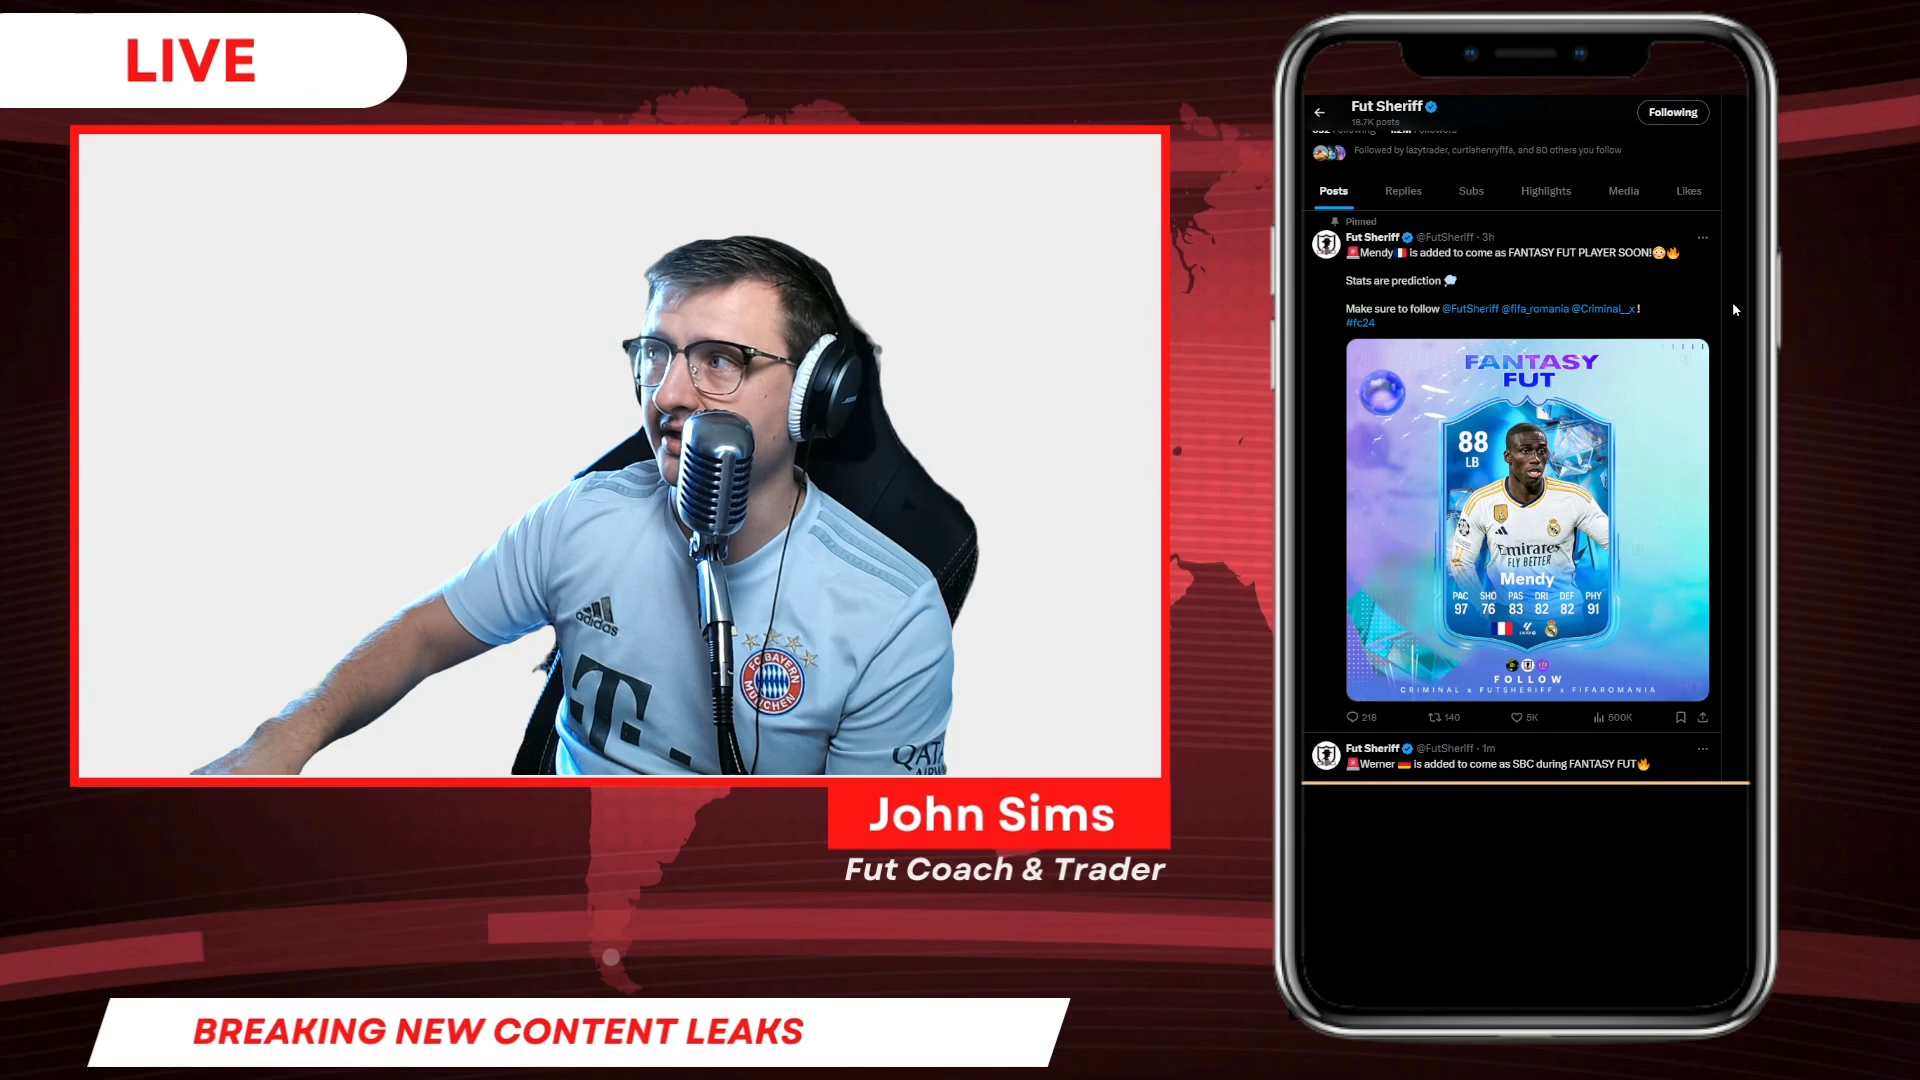 LIVE
adidas
FC BAYERN
MÜNCHEN
T
QATAR
John Sims
Fut Coach & Trader
BREAKING NEW CONTENT LEAKS
Fut Sheriff
18.7K posts
Following
Followed by lazytrader, curtishenryfifa, and 80 others you follow
Posts Replies Subs Highlights Media Likes
Pinned
Fut Sheriff @FutSheriff · 3h
🚨Mendy🇫🇷 is added to come as FANTASY FUT PLAYER SOON!😳🔥
Stats are prediction 💭
Make sure to follow @FutSheriff @fifa_romania @Criminal__x !
#fc24
FANTASY
FUT
88
LB
Emirates
FLY BETTER
Mendy
PAC SHO PAS DRI DEF PHY
97 76 83 82 82 91
FOLLOW
CRIMINAL x FUTSHERIFF x FIFAROMANIA
218 140 5K 500K
Fut Sheriff @FutSheriff · 1m
🚨Werner 🇩🇪 is added to come as SBC during FANTASY FUT🔥